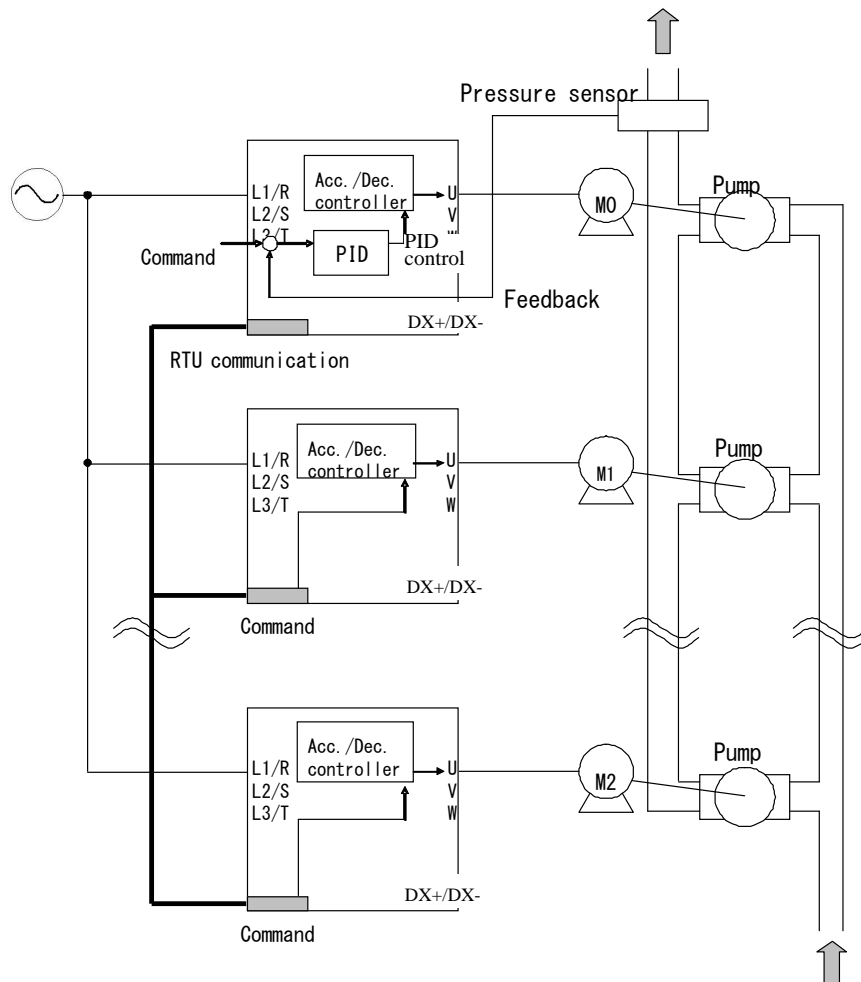 Pressure sensor
L1/R
L2/S
L3/T
Acc./Dec.
controller
U
V
W
M0
Pump
Command
PID
PID
control
Feedback
DX+/DX-
RTU communication
L1/R
L2/S
L3/T
Acc./Dec.
controller
U
V
W
M1
Pump
DX+/DX-
Command
L1/R
L2/S
L3/T
Acc./Dec.
controller
U
V
W
M2
Pump
DX+/DX-
Command